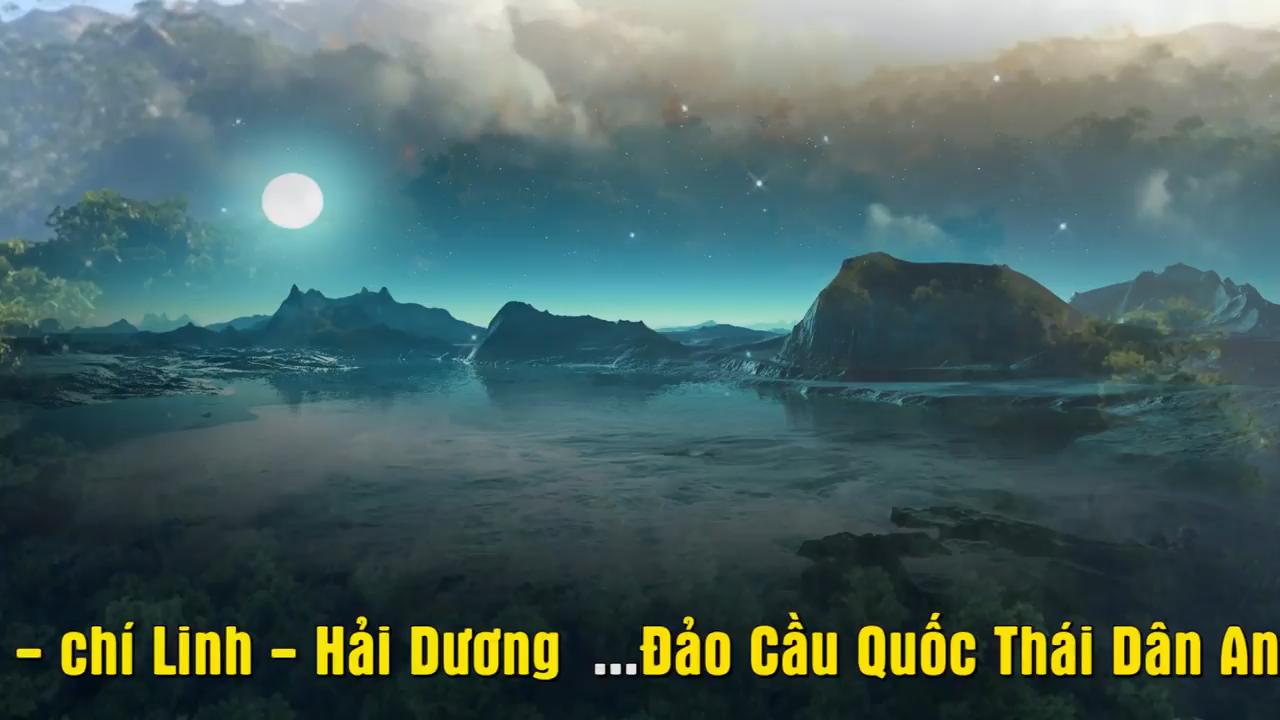 – chí Linh – Hải Dương ...Đảo Cầu Quốc Thái Dân An